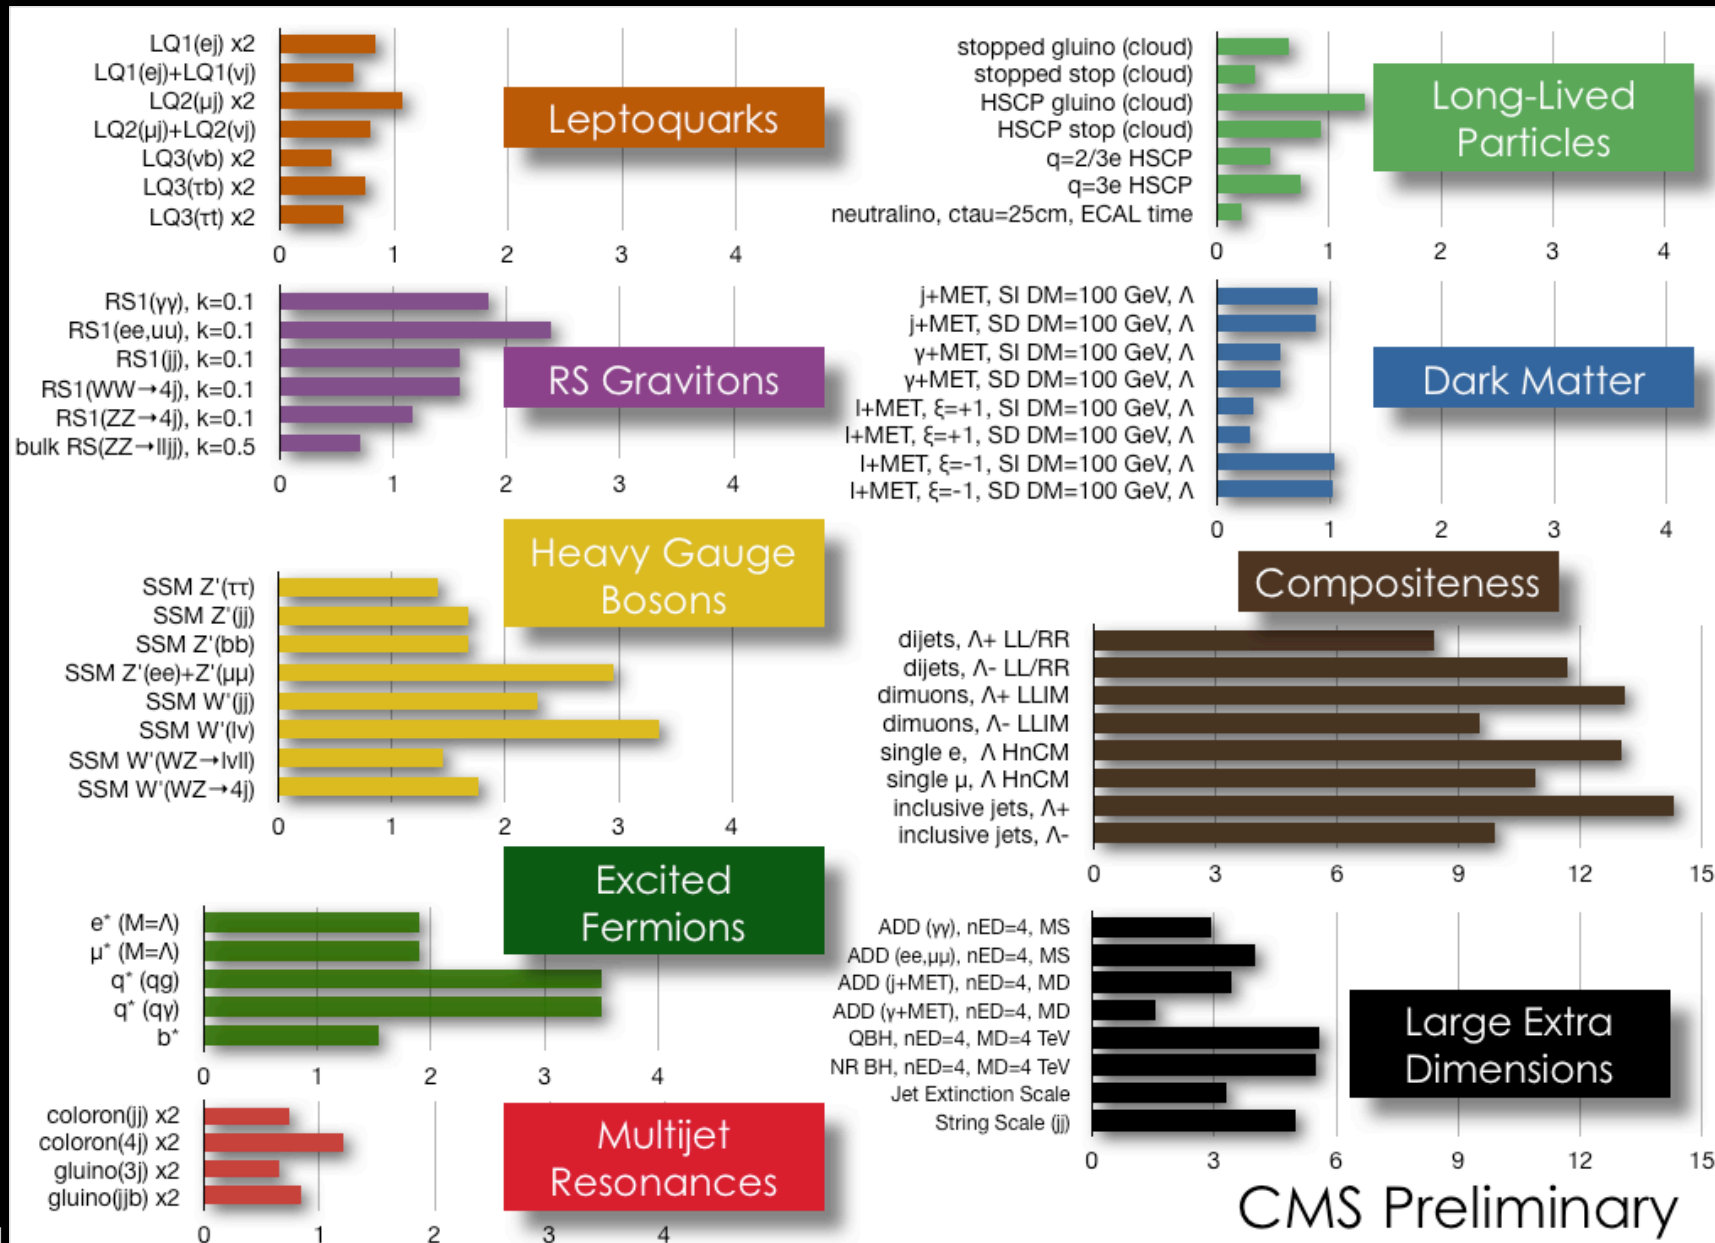 LQ1(ej) x2
LQ1(ej)+LQ1(νj)
LQ2(μj) x2
LQ2(μj)+LQ2(νj)
LQ3(νb) x2
LQ3(τb) x2
LQ3(τt) x2
0 1 2 3 4
Leptoquarks
RS1(γγ), k=0.1
RS1(ee,uu), k=0.1
RS1(jj), k=0.1
RS1(WW→4j), k=0.1
RS1(ZZ→4j), k=0.1
bulk RS(ZZ→lljj), k=0.5
0 1 2 3 4
RS Gravitons
Heavy Gauge
Bosons
SSM Z'(ττ)
SSM Z'(jj)
SSM Z'(bb)
SSM Z'(ee)+Z'(μμ)
SSM W'(jj)
SSM W'(lν)
SSM W'(WZ→lνll)
SSM W'(WZ→4j)
0 1 2 3 4
Excited
Fermions
e* (M=Λ)
μ* (M=Λ)
q* (qg)
q* (qγ)
b*
0 1 2 3 4
coloron(jj) x2
coloron(4j) x2
gluino(3j) x2
gluino(jjb) x2
0 1 2 3 4
Multijet
Resonances
stopped gluino (cloud)
stopped stop (cloud)
HSCP gluino (cloud)
HSCP stop (cloud)
q=2/3e HSCP
q=3e HSCP
neutralino, ctau=25cm, ECAL time
0 1 2 3 4
Long-Lived
Particles
j+MET, SI DM=100 GeV, Λ
j+MET, SD DM=100 GeV, Λ
γ+MET, SI DM=100 GeV, Λ
γ+MET, SD DM=100 GeV, Λ
l+MET, ξ=+1, SI DM=100 GeV, Λ
l+MET, ξ=+1, SD DM=100 GeV, Λ
l+MET, ξ=-1, SI DM=100 GeV, Λ
l+MET, ξ=-1, SD DM=100 GeV, Λ
0 1 2 3 4
Dark Matter
Compositeness
dijets, Λ+ LL/RR
dijets, Λ- LL/RR
dimuons, Λ+ LLIM
dimuons, Λ- LLIM
single e, Λ HnCM
single μ, Λ HnCM
inclusive jets, Λ+
inclusive jets, Λ-
0 3 6 9 12 15
ADD (γγ), nED=4, MS
ADD (ee,μμ), nED=4, MS
ADD (j+MET), nED=4, MD
ADD (γ+MET), nED=4, MD
QBH, nED=4, MD=4 TeV
NR BH, nED=4, MD=4 TeV
Jet Extinction Scale
String Scale (jj)
0 3 6 9 12 15
Large Extra
Dimensions
CMS Preliminary